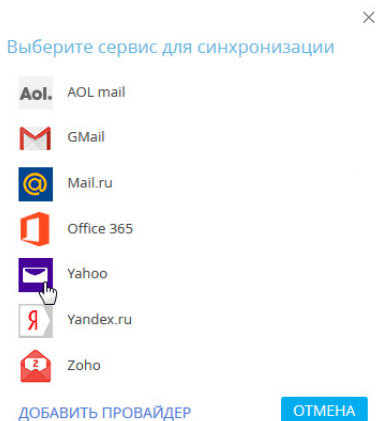 Выберите сервис для синхронизации
Aol. AOL mail
GMail
@ Mail.ru
Office 365
Yahoo
Я Yandex.ru
Z Zoho
ДОБАВИТЬ ПРОВАЙДЕР ОТМЕНА